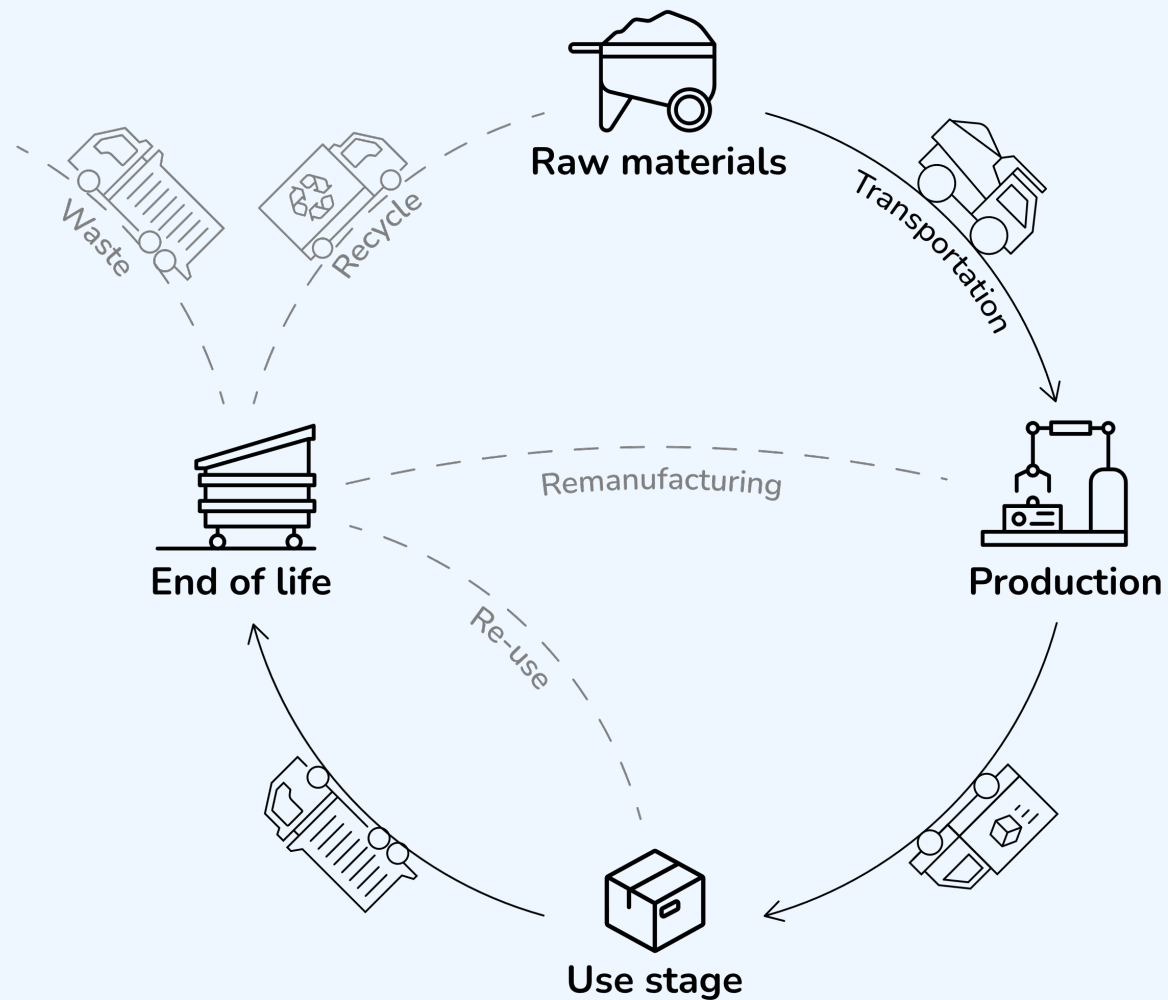 Raw materials
Waste
Recycle
Transportation
Remanufacturing
End of life
Production
Re-use
Use stage